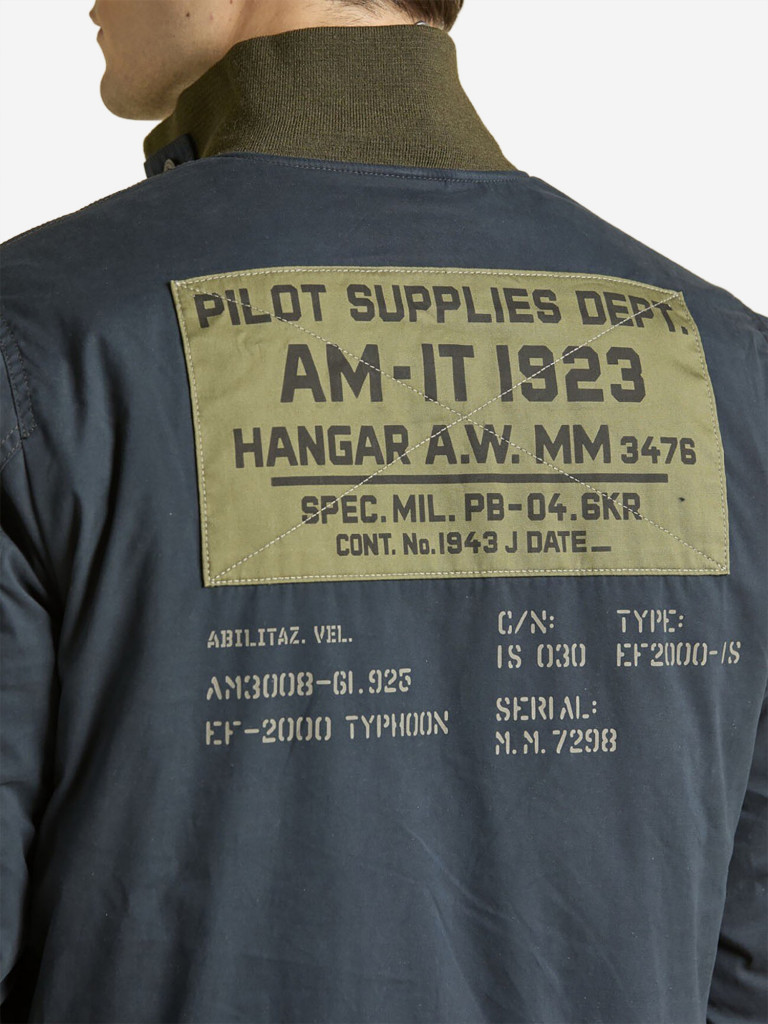 PILOT SUPPLIES DEPT.
AM-IT 1923
HANGAR A.W. MM 3476
SPEC. MIL. PB-04.6KR
CONT. No. 1943 J DATE_
ABILITAZ. VEL.
AM3008-61.925
EF-2000 TYPHOON
C/N:
IS 030
TYPE:
EF2000-/S
SERIAL:
M.M.7298